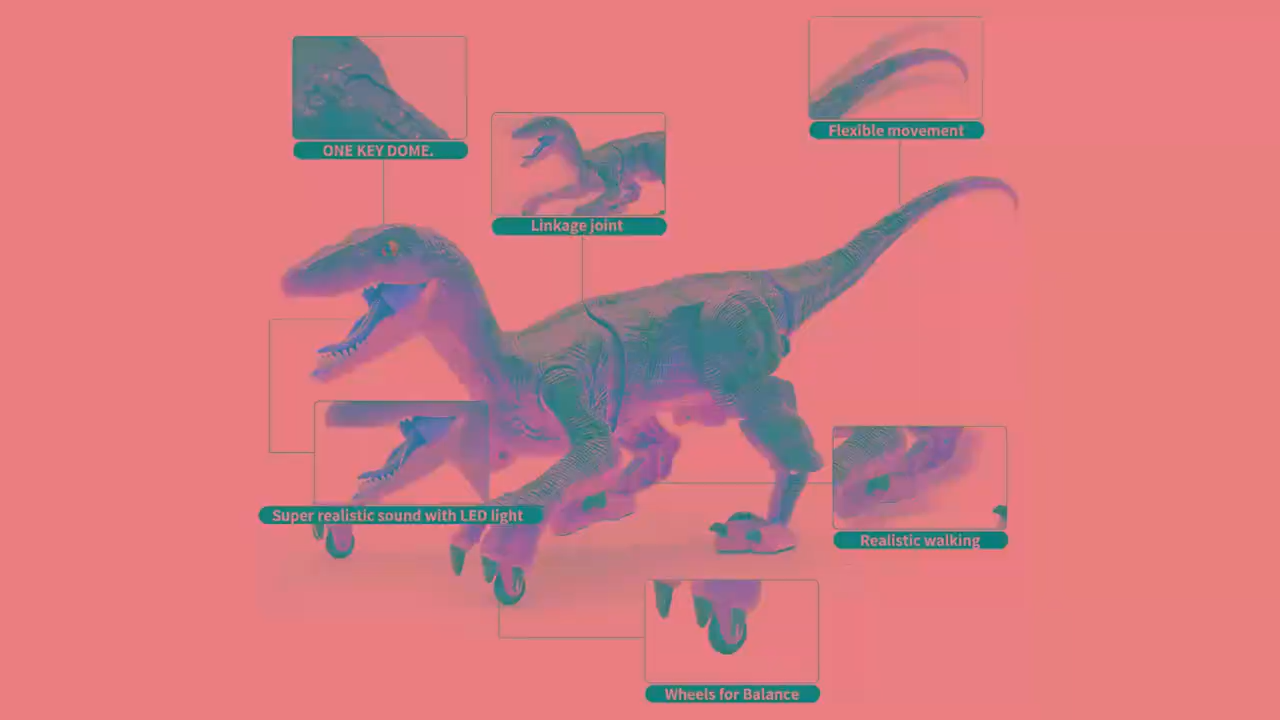 Flexible movement
ONE KEY DOME.
Linkage joint
Super realistic sound with LED light
Realistic walking
Wheels for Balance